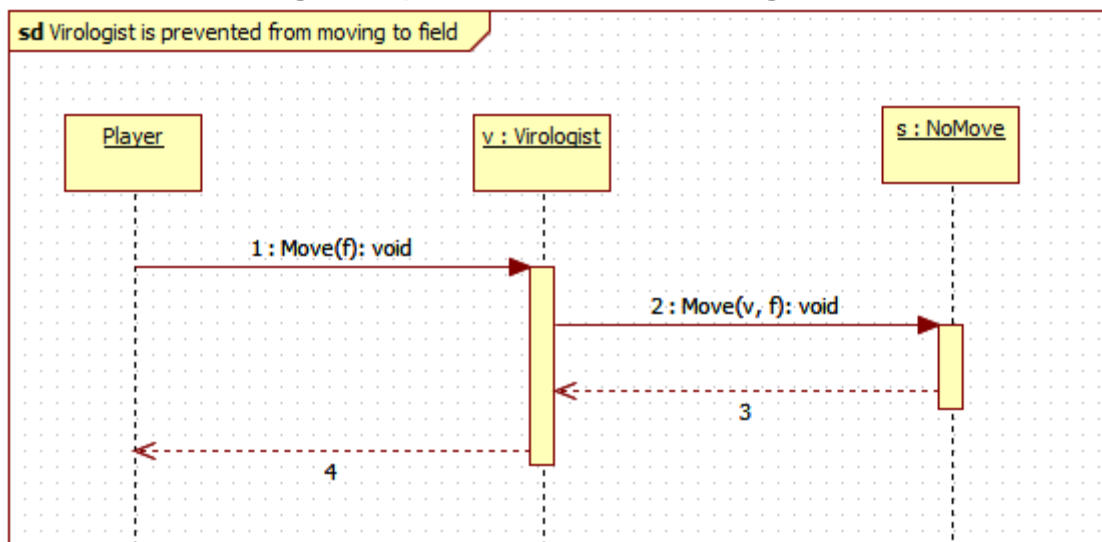 sd Virologist is prevented from moving to field
Player
v : Virologist
s : NoMove
1 : Move(f): void
2 : Move(v, f): void
3
4